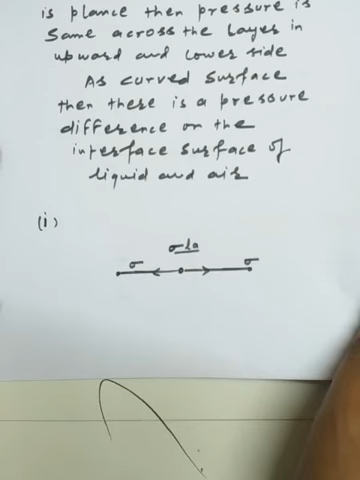 is plance then pressure is
Same across the Layer in
upward and Lower side
As curved Surface
then there is a pressure
difference on the
interface surface of
liquid and air
(i)
σ σ